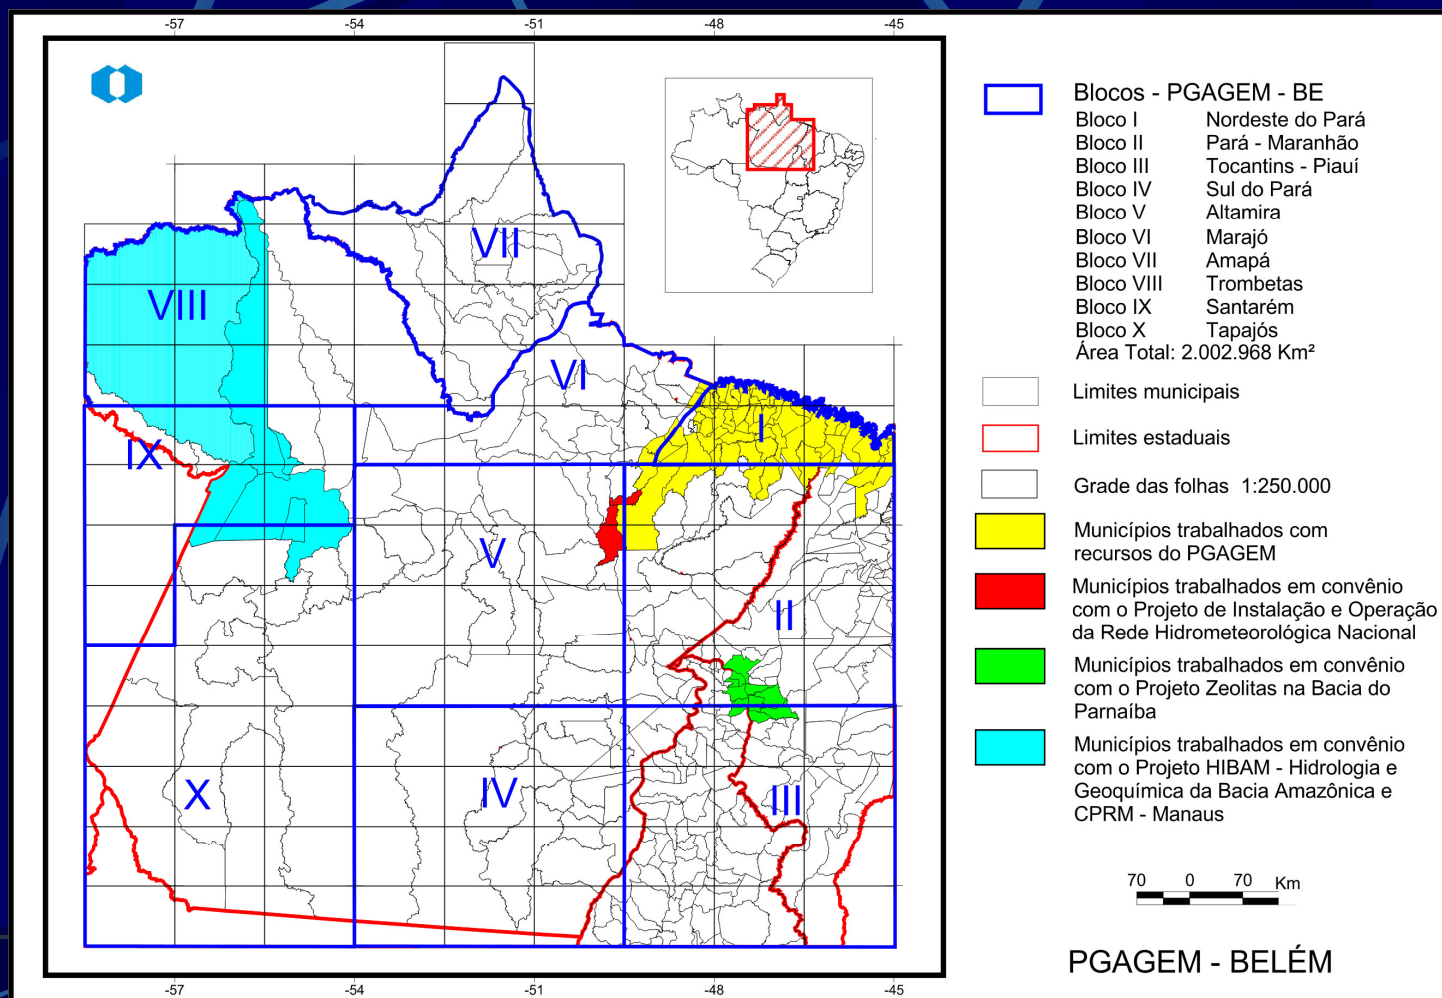 -57 -54 -51 -48 -45
VII
VIII
VI
IX
I
V
II
X
IV
III
-57 -54 -51 -48 -45
Blocos - PGAGEM - BE
Bloco I Nordeste do Pará
Bloco II Pará - Maranhão
Bloco III Tocantins - Piauí
Bloco IV Sul do Pará
Bloco V Altamira
Bloco VI Marajó
Bloco VII Amapá
Bloco VIII Trombetas
Bloco IX Santarém
Bloco X Tapajós
Área Total: 2.002.968 Km²
Limites municipais
Limites estaduais
Grade das folhas 1:250.000
Municípios trabalhados com
recursos do PGAGEM
Municípios trabalhados em convênio
com o Projeto de Instalação e Operação
da Rede Hidrometeorológica Nacional
Municípios trabalhados em convênio
com o Projeto Zeolitas na Bacia do
Parnaíba
Municípios trabalhados em convênio
com o Projeto HIBAM - Hidrologia e
Geoquímica da Bacia Amazônica e
CPRM - Manaus
70 0 70 Km
PGAGEM - BELÉM